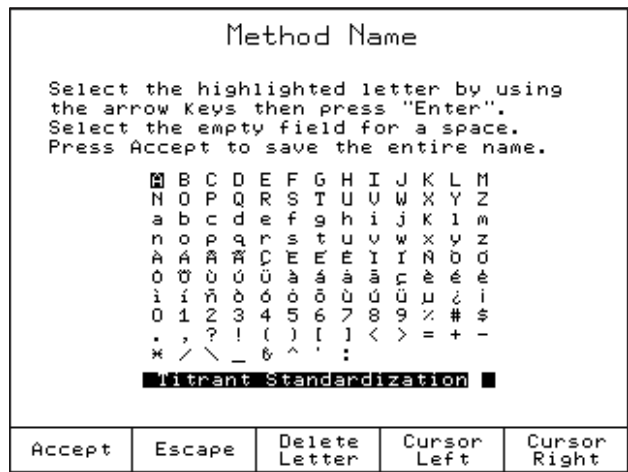 Method Name
Select the highlighted letter by using
the arrow Keys then press "Enter".
Select the empty field for a space.
Press Accept to save the entire name.
A B C D E F G H I J K L M
N O P Q R S T U V W X Y Z
a b c d e f g h i j k l m
n o p q r s t u v w x y z
0 1 2 3 4 5 6 7 8 9 % # $
. , ? ! ( ) [ ] < > = + -
* / \ _ & ^ ' :
Titrant Standardization
Accept
Escape
Delete
Letter
Cursor
Left
Cursor
Right